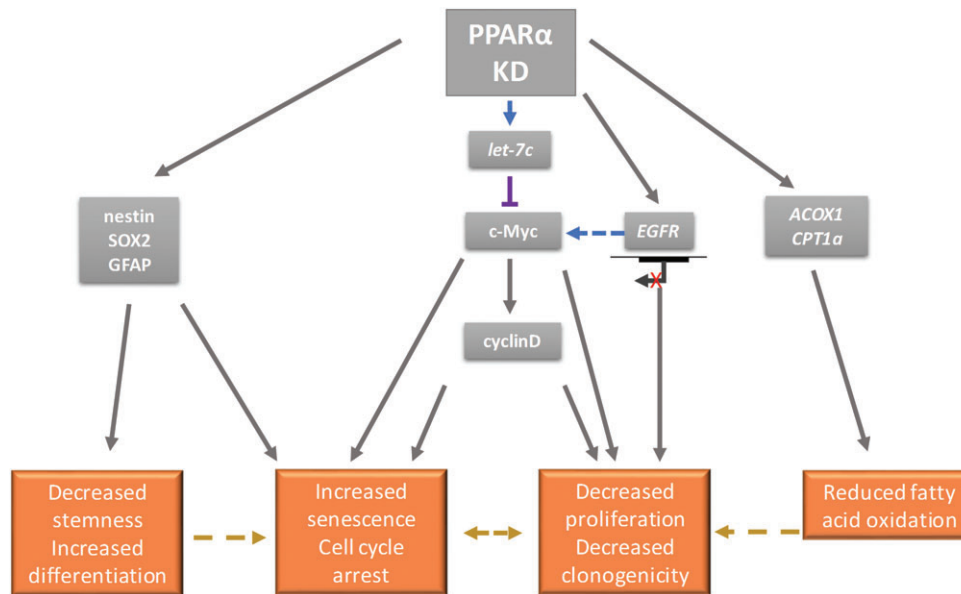 PPARα
KD
let-7c
nestin
SOX2
GFAP
c-Myc
EGFR
ACOX1
CPT1a
X
cyclinD
Decreased
stemness
Increased
differentiation
Increased
senescence
Cell cycle
arrest
Decreased
proliferation
Decreased
clonogenicity
Reduced fatty
acid oxidation